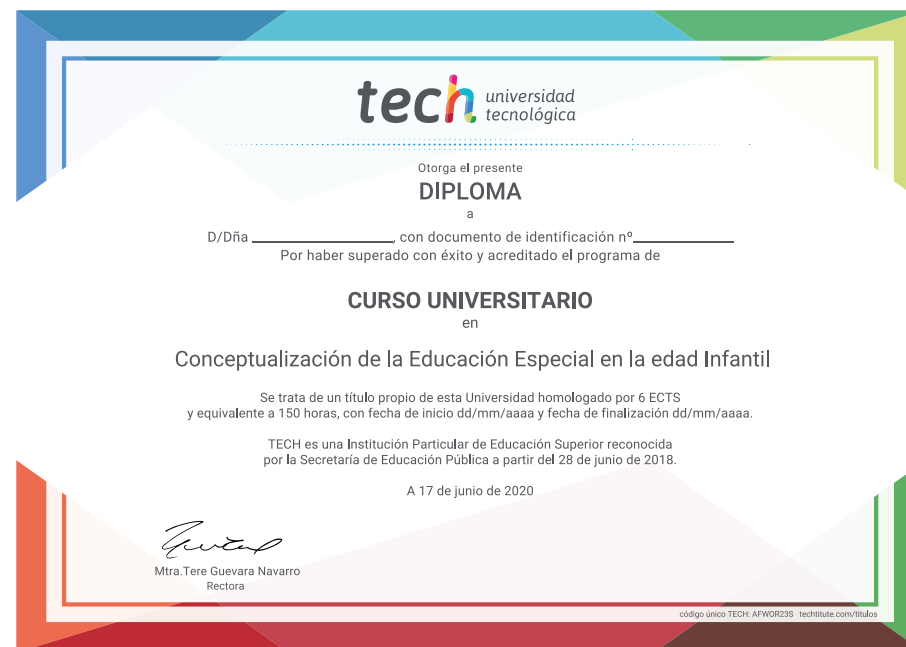 tech universidad
tecnológica
Otorga el presente
DIPLOMA
a
D/Dña ________________, con documento de identificación nº____________
Por haber superado con éxito y acreditado el programa de
CURSO UNIVERSITARIO
en
Conceptualización de la Educación Especial en la edad Infantil
Se trata de un título propio de esta Universidad homologado por 6 ECTS
y equivalente a 150 horas, con fecha de inicio dd/mm/aaaa y fecha de finalización dd/mm/aaaa.
TECH es una Institución Particular de Educación Superior reconocida
por la Secretaría de Educación Pública a partir del 28 de junio de 2018.
A 17 de junio de 2020
Mtra.Tere Guevara Navarro
Rectora
código único TECH: AFWOR23S techtitute.com/titulos